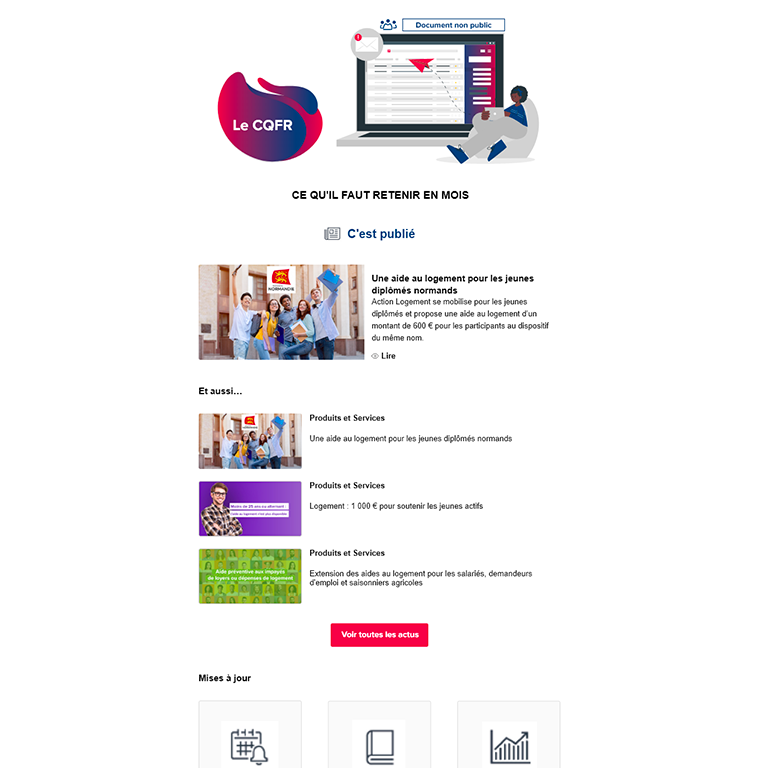 Document non public
Le CQFR
CE QU'IL FAUT RETENIR EN MOIS
C'est publié
NORMANDIE
Une aide au logement pour les jeunes
diplômés normands
Action Logement se mobilise pour les jeunes
diplômés et propose une aide au logement d'un
montant de 600 € pour les participants au dispositif
du même nom.
Lire
Et aussi…
Produits et Services
Une aide au logement pour les jeunes diplômés normands
Produits et Services
Moins de 25 ans ou alternant
Logement : 1 000 € pour soutenir les jeunes actifs
Produits et Services
Aide préventive aux impayés
de loyers ou dépenses de logement
Extension des aides au logement pour les salariés, demandeurs
d'emploi et saisonniers agricoles
Voir toutes les actus
Mises à jour